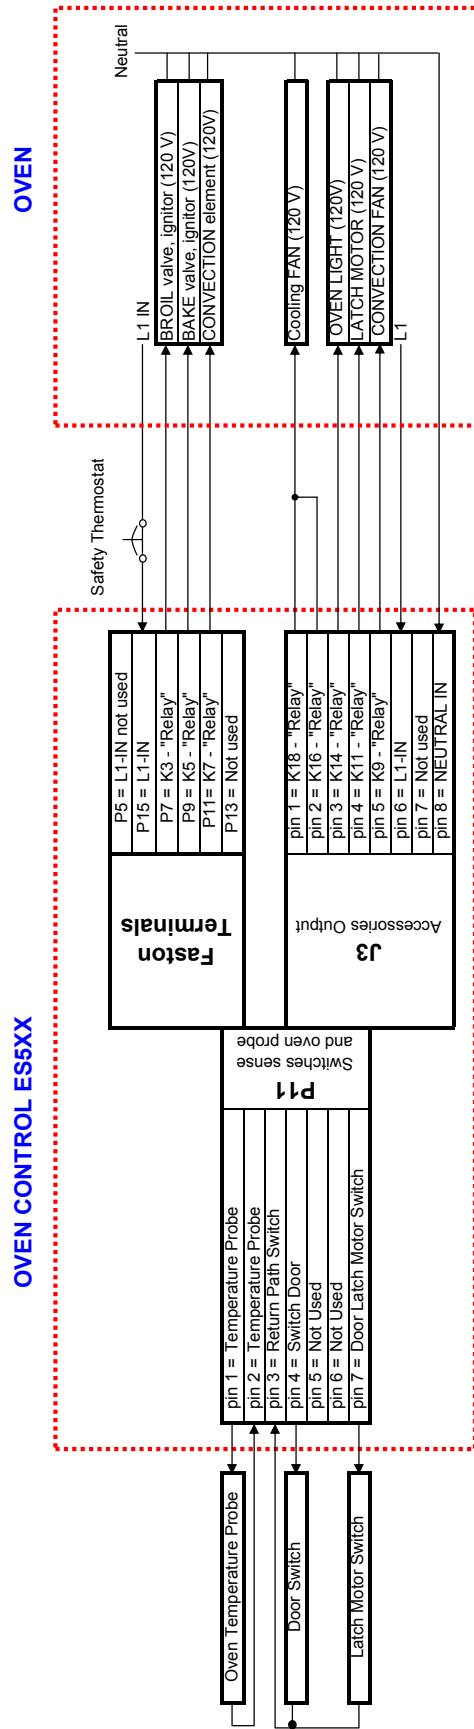 OVEN CONTROL ES5XX
OVEN
Oven Temperature Probe
Door Switch
Latch Motor Switch
pin 1 = Temperature Probe
pin 2 = Temperature Probe
pin 3 = Return Path Switch
pin 4 = Switch Door
pin 5 = Not Used
pin 6 = Not Used
pin 7 = Door Latch Motor Switch
P11
Switches sense
and oven probe
Faston
Terminals
P5 = L1-IN not used
P15 = L1-IN
P7 = K3 - "Relay"
P9 = K5 - "Relay"
P11= K7 - "Relay"
P13 = Not used
J3
Accessories Output
pin 1 = K18 - "Relay"
pin 2 = K16 - "Relay"
pin 3 = K14 - "Relay"
pin 4 = K11 - "Relay"
pin 5 = K9 - "Relay"
pin 6 = L1-IN
pin 7 = Not used
pin 8 = NEUTRAL IN
Safety Thermostat
L1 IN
BROIL valve, ignitor (120 V)
BAKE valve, ignitor (120V)
CONVECTION element (120V)
Cooling FAN (120 V)
OVEN LIGHT (120V)
LATCH MOTOR (120 V)
CONVECTION FAN (120 V)
L1
Neutral